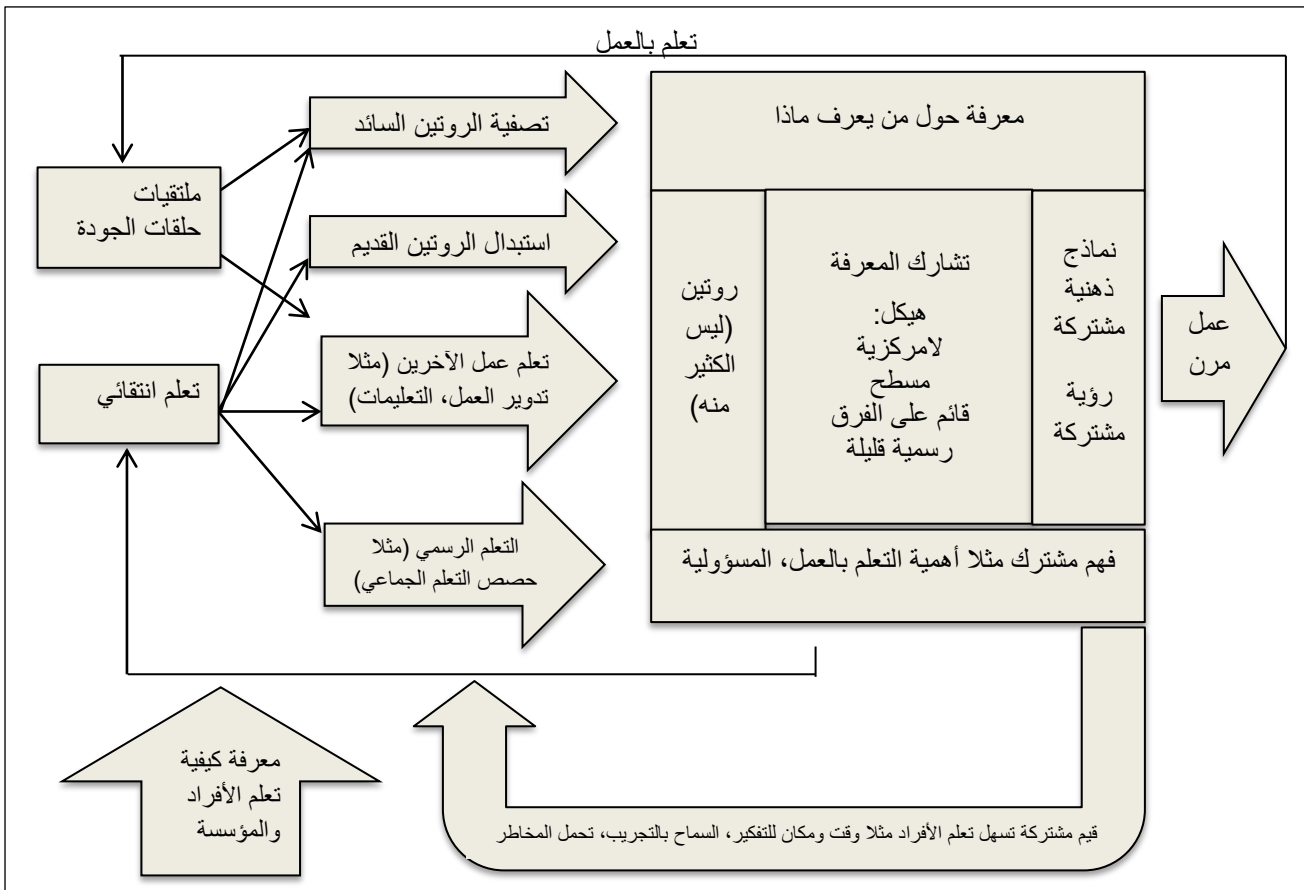 تعلم بالعمل
معرفة حول من يعرف ماذا
تصفية الروتين السائد
ملتقيات
حلقات الجودة
استبدال الروتين القديم
نماذج
ذهنية
مشتركة
رؤية
مشتركة
تشارك المعرفة
هيكل:
لامركزية
مسطح
قائم على الفرق
رسمية قليلة
روتين
(ليس
الكثير
منه)
عمل
مرن
تعلم عمل الآخرين (مثلا
تدوير العمل، التعليمات)
تعلم انتقائي
التعلم الرسمي (مثلا
حصص التعلم الجماعي)
فهم مشترك مثلا أهمية التعلم بالعمل، المسؤولية
معرفة كيفية
تعلم الأفراد
والمؤسسة
قيم مشتركة تسهل تعلم الأفراد مثلا وقت ومكان للتفكير، السماح بالتجريب، تحمل المخاطر